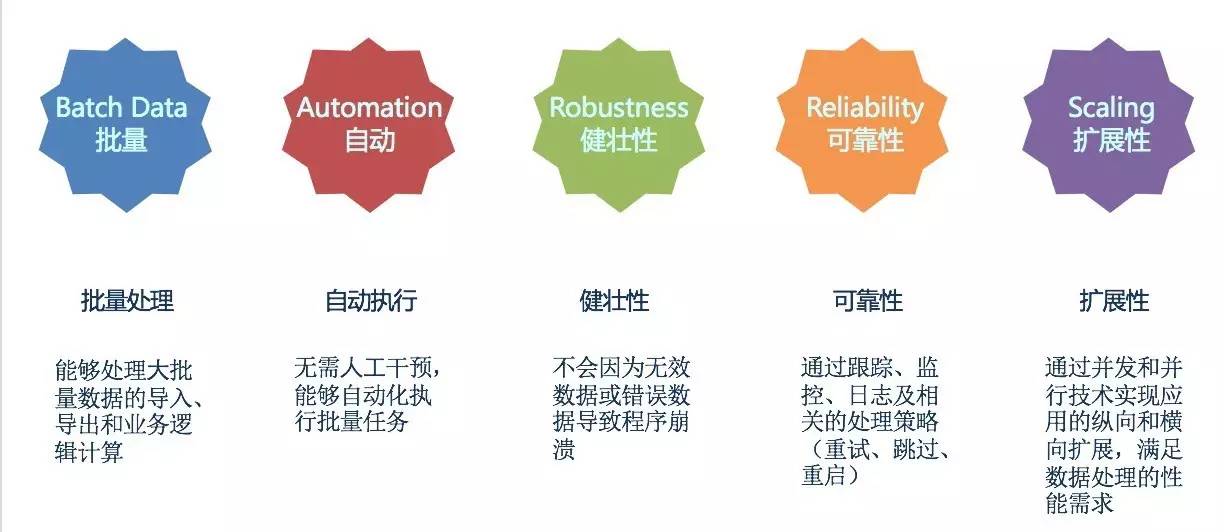 Batch Data
批量
Automation
自动
Robustness
健壮性
Reliability
可靠性
Scaling
扩展性
批量处理
能够处理大批
量数据的导入、
导出和业务逻
辑计算
自动执行
无需人工干预，
能够自动化执
行批量任务
健壮性
不会因为无效
数据或错误数
据导致程序崩
溃
可靠性
通过跟踪、监
控、日志及相
关的处理策略
（重试、跳过、
重启）
扩展性
通过并发和并
行技术实现应
用的纵向和横
向扩展，满足
数据处理的性
能需求